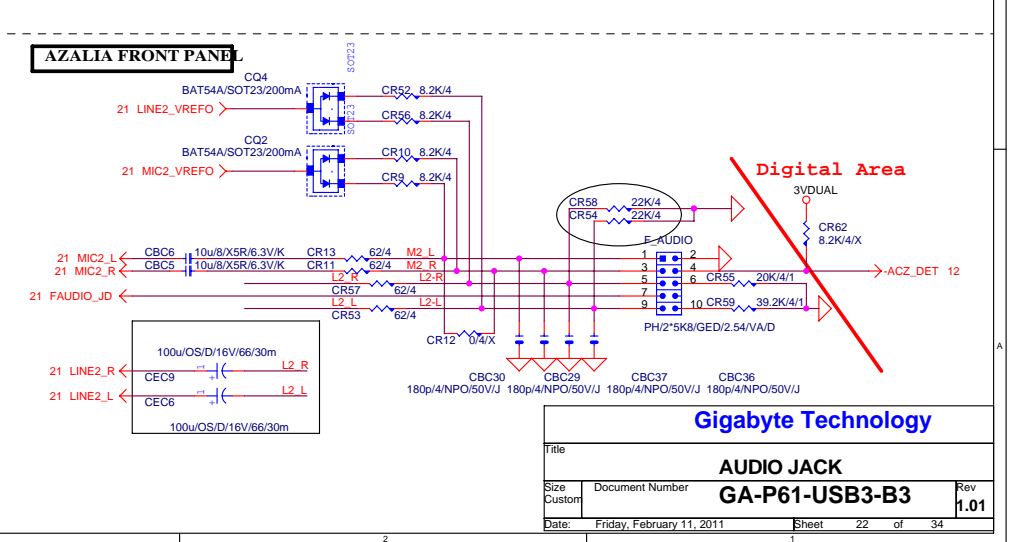 AZALIA FRONT PANEL
SOT23
CQ4
BAT54A/SOT23/200mA
21 LINE2_VREFO
CR52 8.2K/4
CR56 8.2K/4
SOT23
CQ2
BAT54A/SOT23/200mA
21 MIC2_VREFO
CR10 8.2K/4
CR9 8.2K/4
Digital Area
3VDUAL
CR58 22K/4
CR54 22K/4
CR62
8.2K/4/X
F_AUDIO
21 MIC2_L CBC6 10u/8/X5R/6.3V/K CR13 62/4 M2_L
21 MIC2_R CBC5 10u/8/X5R/6.3V/K CR11 62/4 M2_R
1 2
3 4
-ACZ_DET 12
L2_R L2-R
5 6 CR55 20K/4/1
CR57 62/4
21 FAUDIO_JD
7
L2_L L2-L
9 10 CR59 39.2K/4/1
CR53 62/4
PH/2*5K8/GED/2.54/VA/D
CR12 0/4/X
100u/OS/D/16V/66/30m
21 LINE2_R
1
+
L2_R
CEC9
21 LINE2_L
1
+
L2_L
CEC6
100u/OS/D/16V/66/30m
CBC30 CBC29 CBC37 CBC36
180p/4/NPO/50V/J 180p/4/NPO/50V/J 180p/4/NPO/50V/J 180p/4/NPO/50V/J
A
Gigabyte Technology
Title
AUDIO JACK
Size
Custom
Document Number
GA-P61-USB3-B3
Rev
1.01
Date: Friday, February 11, 2011 Sheet 22 of 34
2 1